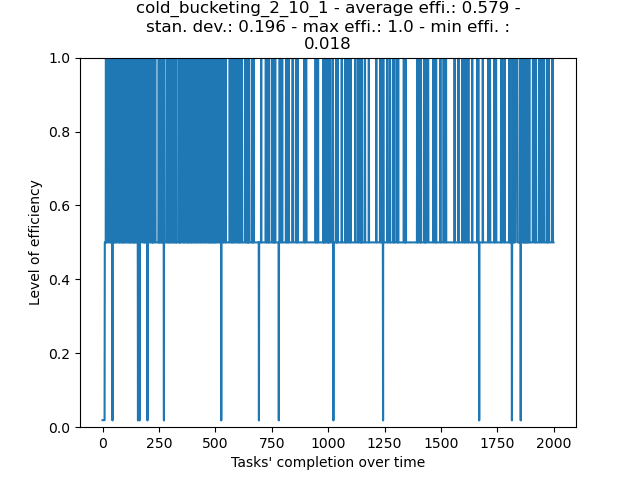 cold_bucketing_2_10_1 - average effi.: 0.579 -
stan. dev.: 0.196 - max effi.: 1.0 - min effi. :
0.018
1.0
0.8
0.6
0.4
0.2
0.0
Level of efficiency
0 250 500 750 1000 1250 1500 1750 2000
Tasks' completion over time